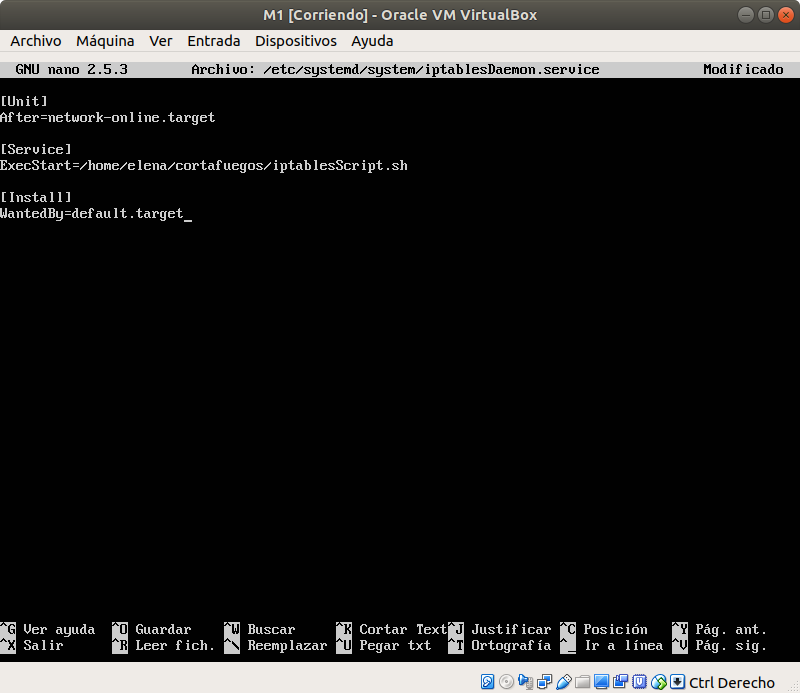 M1 [Corriendo] - Oracle VM VirtualBox
Archivo Máquina Ver Entrada Dispositivos Ayuda
GNU nano 2.5.3 Archivo: /etc/systemd/system/iptablesDaemon.service Modificado
[Unit]
After=network-online.target
[Service]
ExecStart=/home/elena/cortafuegos/iptablesScript.sh
[Install]
WantedBy=default.target_
^G Ver ayuda ^O Guardar ^W Buscar ^K Cortar Text ^J Justificar ^C Posición ^Y Pág. ant.
^X Salir ^R Leer fich. ^\ Reemplazar ^U Pegar txt ^T Ortografía ^_ Ir a línea ^V Pág. sig.
Ctrl Derecho